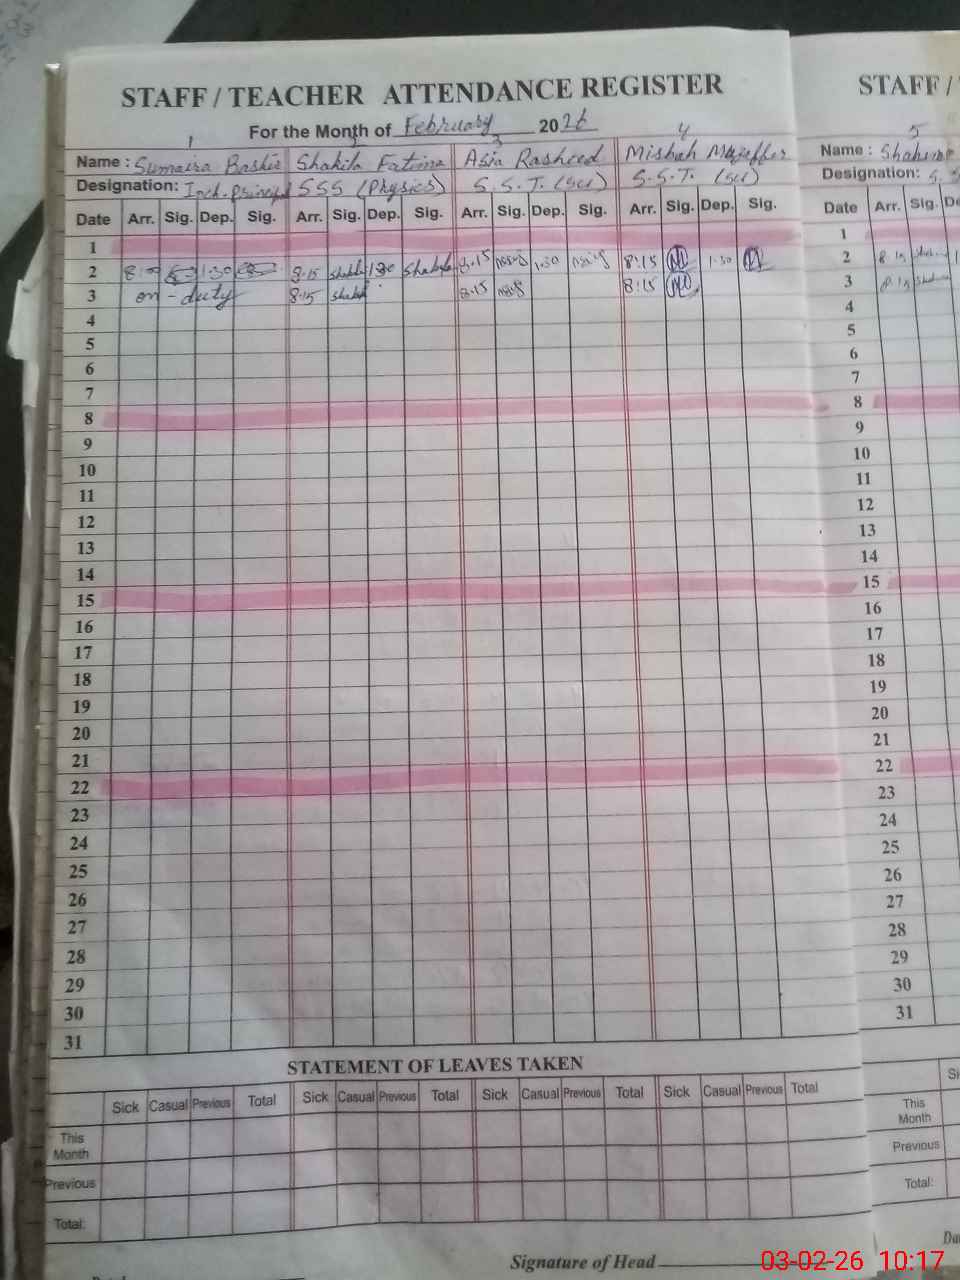 STAFF / TEACHER ATTENDANCE REGISTER
STAFF /
For the Month of February 2026
1 2 3 4 5
Name : Sumaira Bashir Shakila Fatima Asia Rasheed Misbah Muzaffar
Name :
Designation: Inch. Principal SSS (Physics) S.S.T. (sci) S.S.T. (sci)
Designation: S.
Date Arr. Sig. Dep. Sig. Arr. Sig. Dep. Sig. Arr. Sig. Dep. Sig. Arr. Sig. Dep. Sig.
Date Arr. Sig. De
1 1
2 8:00 1:30 8:15 Shakila 1:30 Shakila 8:15 1:30 8:15 M 1:30 M 2 8:15
3 on-duty 8:15 Shakila 8:15 8:15 M 3 8:15
4 4
5 5
6 6
7 7
8 8
9 9
10 10
11 11
12 12
13 13
14 14
15 15
16 16
17 17
18 18
19 19
20 20
21 21
22 22
23 23
24 24
25 25
26 26
27 27
28 28
29 29
30 30
31 31
STATEMENT OF LEAVES TAKEN
Sick Casual Previous Total Sick Casual Previous Total Sick Casual Previous Total Sick Casual Previous Total
Si
This Month
This Month
Previous
Previous
Total:
Total:
Signature of Head
03-02-26 10:17